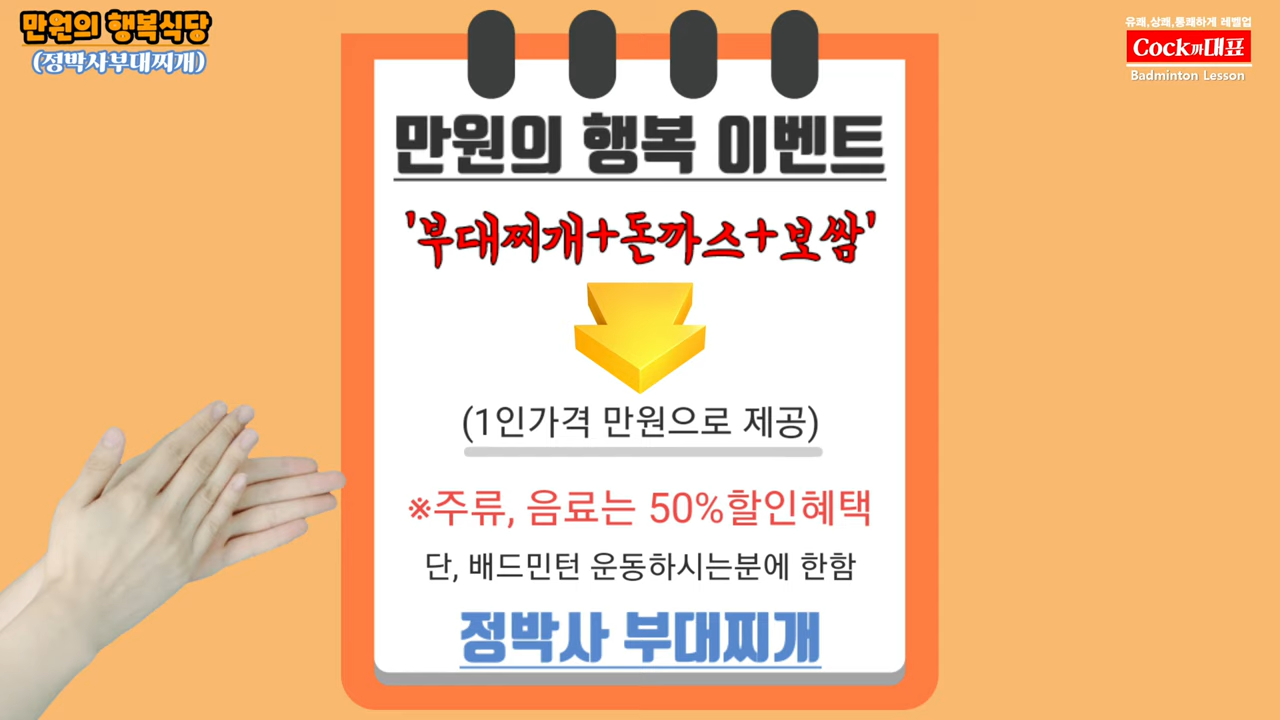 만원의 행복식당
(정박사부대찌개)
유쾌,상쾌,통쾌하게 레벨업
Cock까대표
Badminton Lesson
만원의 행복 이벤트
'부대찌개+돈까스+보쌈'
(1인가격 만원으로 제공)
※주류, 음료는 50%할인혜택
단, 배드민턴 운동하시는분에 한함
정박사 부대찌개